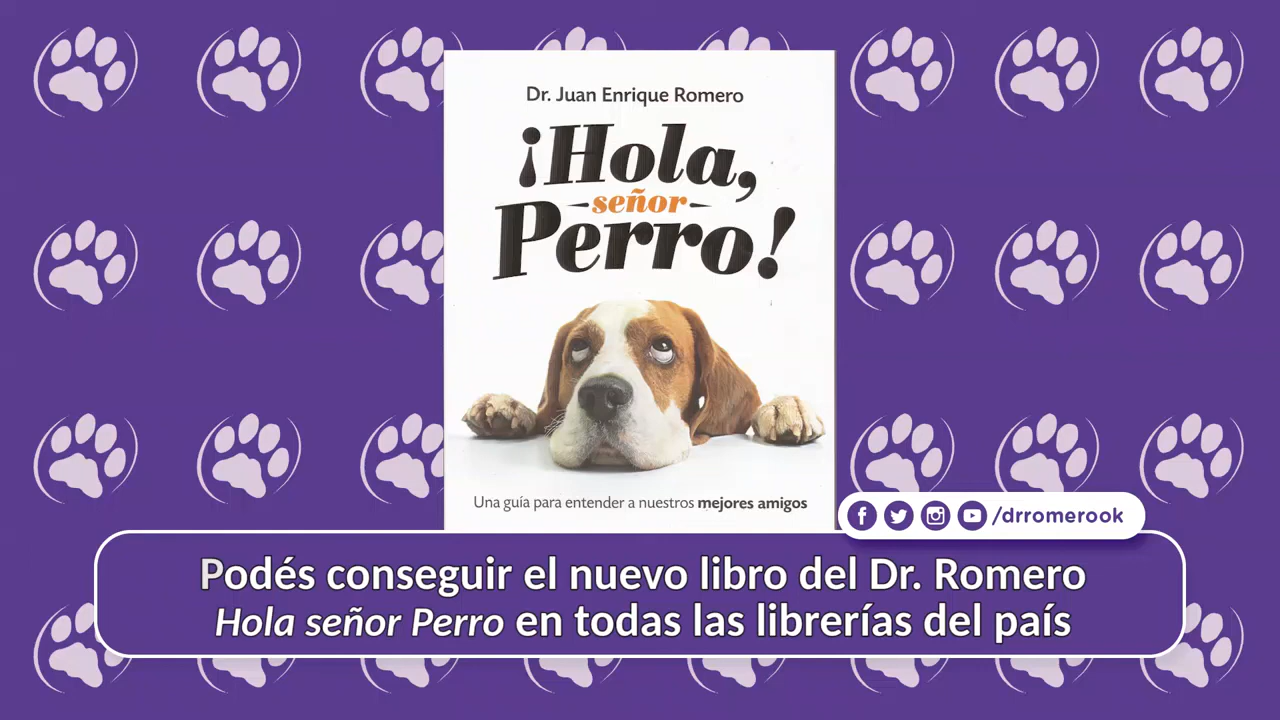 Dr. Juan Enrique Romero
¡Hola,
señor
Perro!
Una guía para entender a nuestros mejores amigos
/drromerook
Podés conseguir el nuevo libro del Dr. Romero
Hola señor Perro en todas las librerías del país